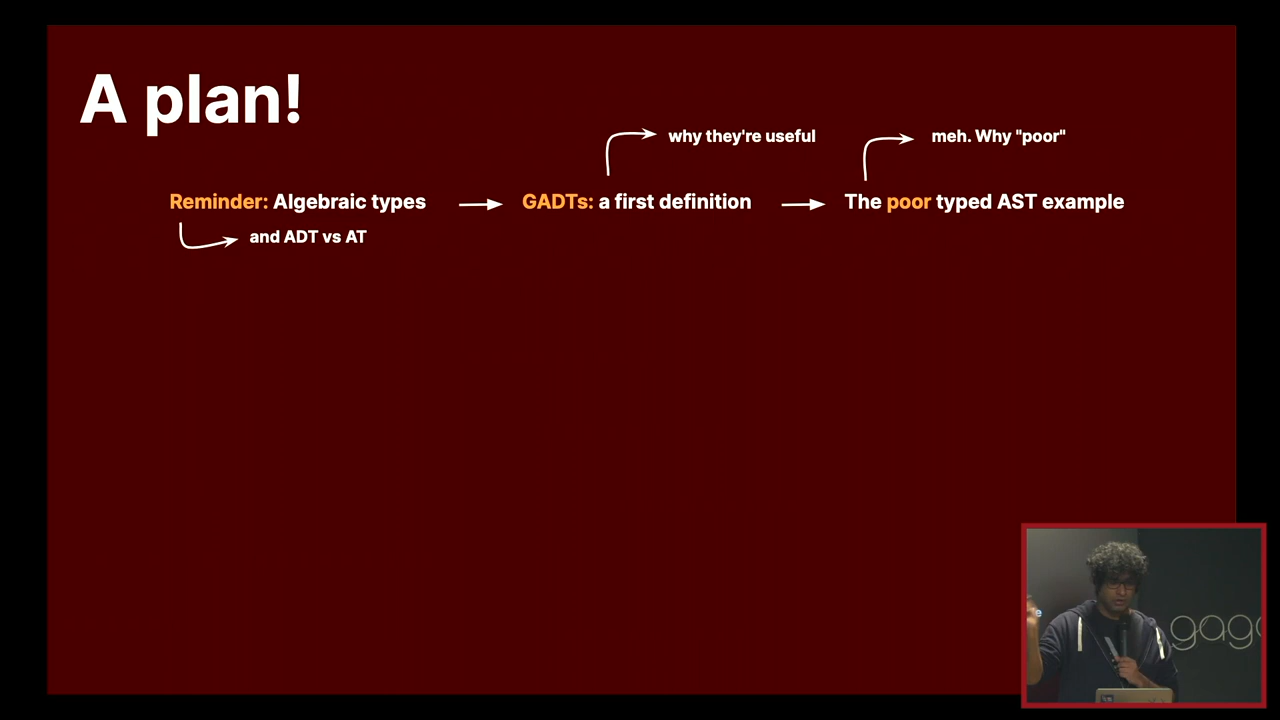 A plan!
why they're useful
meh. Why "poor"
Reminder: Algebraic types
GADTs: a first definition
The poor typed AST example
and ADT vs AT